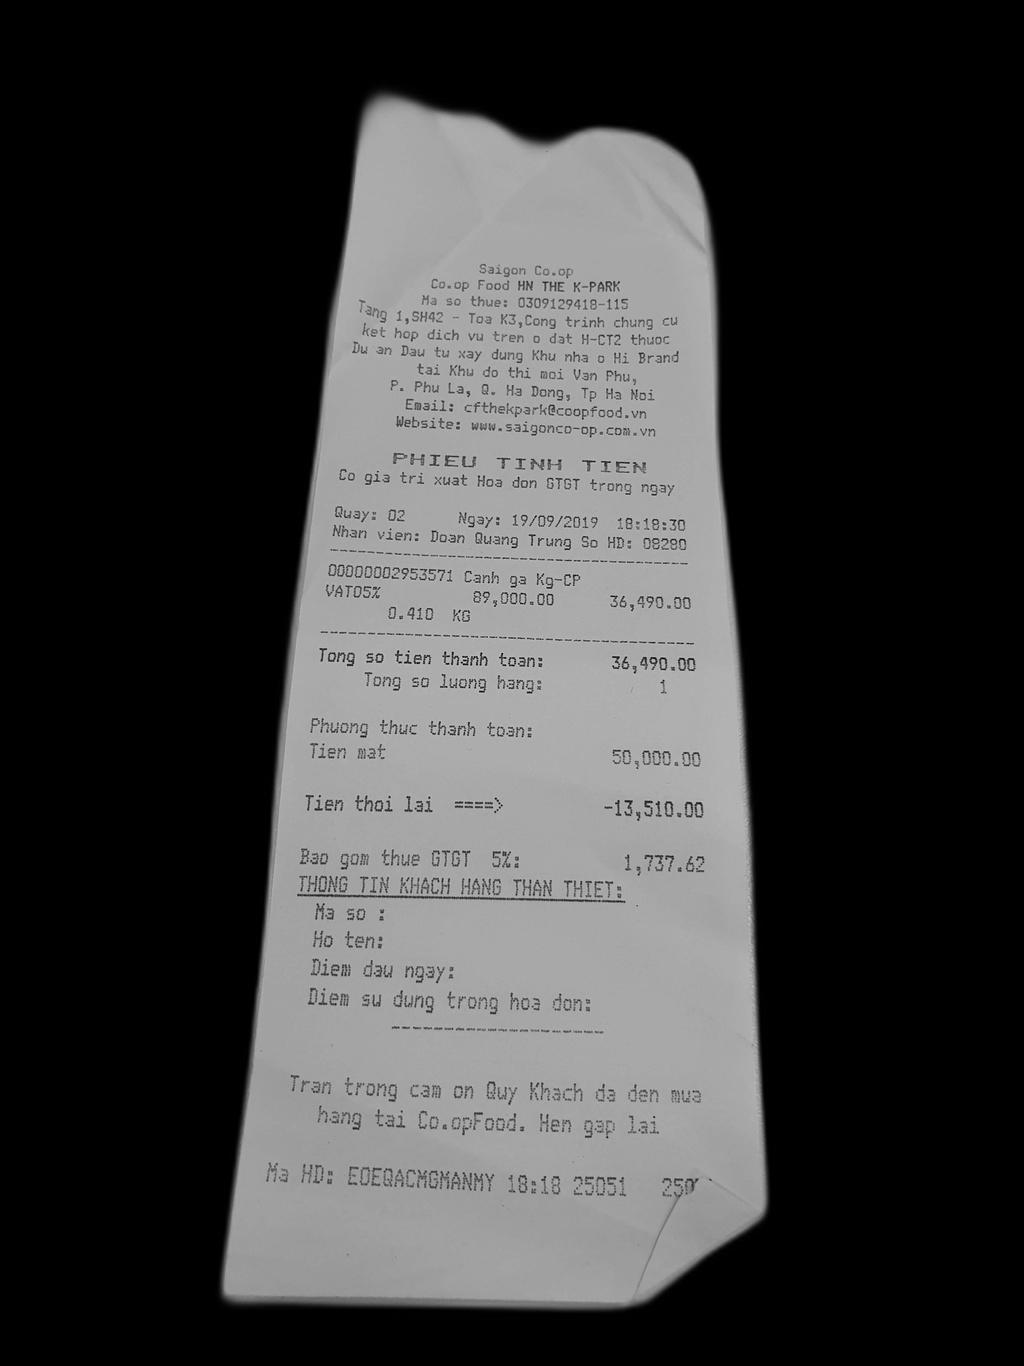 Saigon Co.op
Co.op Food HN THE K-PARK
Ma so thue: 0309129418-115
Tang 1,SH42 - Toa K3,Cong trinh chung cu
ket hop dich vu tren o dat H-CT2 thuoc
Du an Dau tu xay dung Khu nha o Hi Brand
tai Khu do thi moi Van Phu,
P. Phu La, Q. Ha Dong, Tp Ha Noi
Email: cfthekpark@coopfood.vn
Website: www.saigonco-op.com.vn
PHIEU TINH TIEN
Co gia tri xuat Hoa don GTGT trong ngay
Quay: 02 Ngay: 19/09/2019 18:18:30
Nhan vien: Doan Quang Trung So HD: 08280
00000002953571 Canh ga Kg-CP
VAT05% 89,000.00 36,490.00
0.410 KG
Tong so tien thanh toan: 36,490.00
Tong so luong hang: 1
Phuong thuc thanh toan:
Tien mat 50,000.00
Tien thoi lai ====> -13,510.00
Bao gom thue GTGT 5%: 1,737.62
THONG TIN KHACH HANG THAN THIET:
Ma so :
Ho ten:
Diem dau ngay:
Diem su dung trong hoa don:
Tran trong cam on Quy Khach da den mua
hang tai Co.opFood. Hen gap lai
Ma HD: EOEQACMGMANMY 18:18 25051